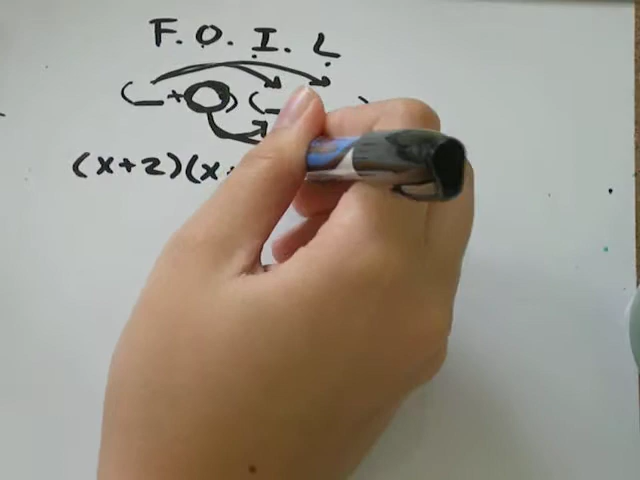 F. O. I. L.
(_+O)(_
(x+2)(x